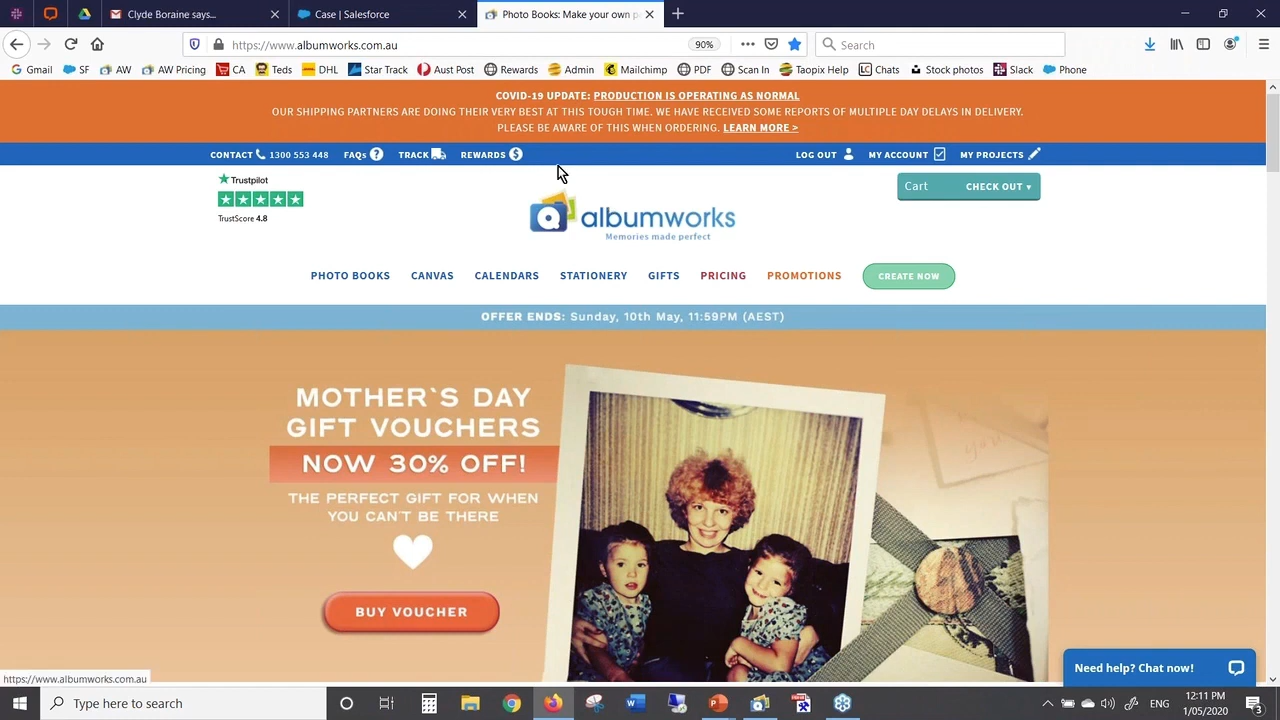 Clyde Boraine says...
Case | Salesforce
Photo Books: Make your own p
https://www.albumworks.com.au
90%
Search
Gmail SF AW AW Pricing CA Teds DHL Star Track Aust Post Rewards Admin Mailchimp PDF Scan In Taopix Help Chats Stock photos Slack Phone
COVID-19 UPDATE: PRODUCTION IS OPERATING AS NORMAL
OUR SHIPPING PARTNERS ARE DOING THEIR VERY BEST AT THIS TOUGH TIME. WE HAVE RECEIVED SOME REPORTS OF MULTIPLE DAY DELAYS IN DELIVERY.
PLEASE BE AWARE OF THIS WHEN ORDERING. LEARN MORE >
CONTACT 1300 553 448 FAQs ? TRACK REWARDS $ LOG OUT MY ACCOUNT MY PROJECTS
Trustpilot
TrustScore 4.8
Cart CHECK OUT ▾
albumworks
Memories made perfect
PHOTO BOOKS CANVAS CALENDARS STATIONERY GIFTS PRICING PROMOTIONS CREATE NOW
OFFER ENDS: Sunday, 10th May, 11:59PM (AEST)
MOTHER`S DAY
GIFT VOUCHERS
NOW 30% OFF!
THE PERFECT GIFT FOR WHEN
YOU CAN'T BE THERE
BUY VOUCHER
Need help? Chat now!
https://www.albumworks.com.au
Type here to search
ENG
12:11 PM
1/05/2020
3